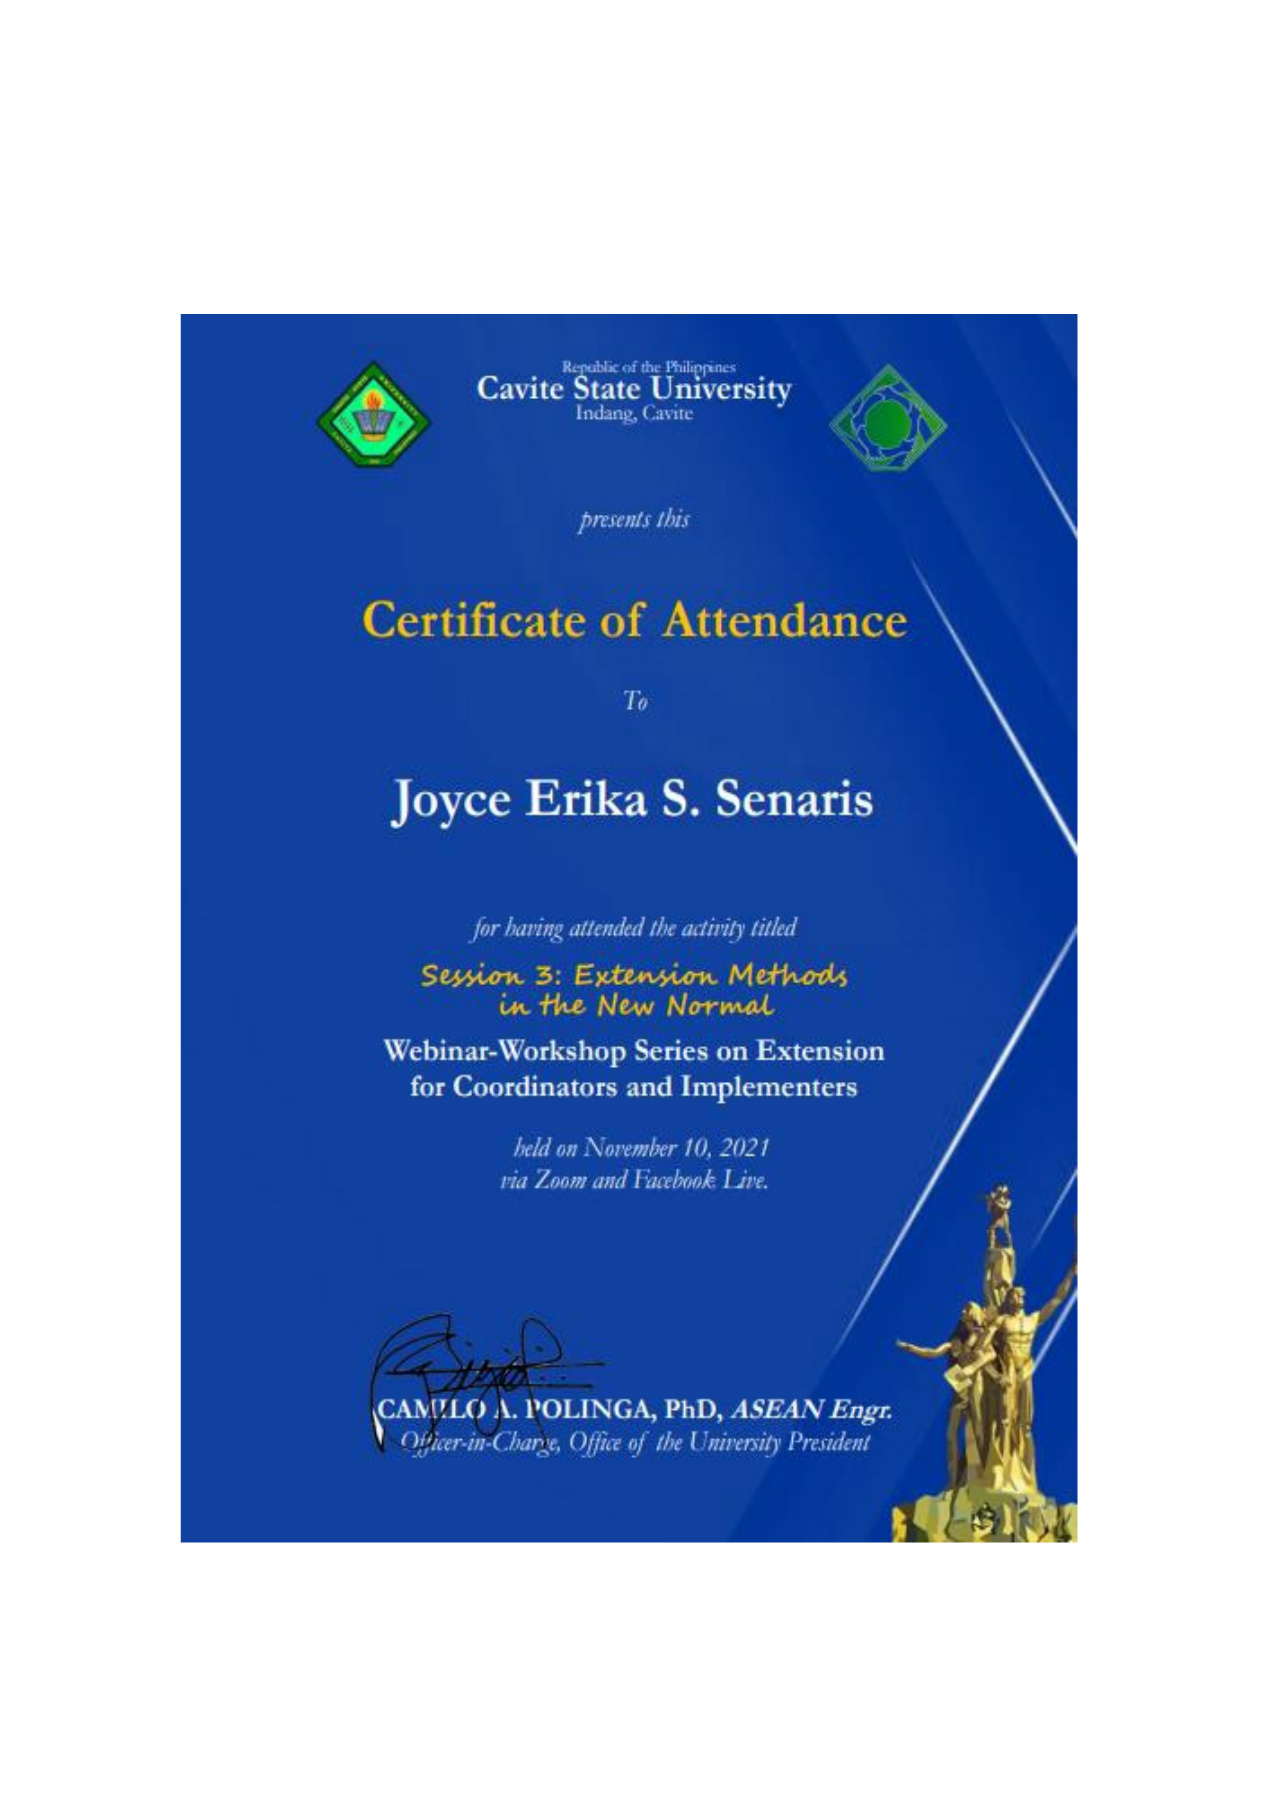 Republic of the Philippines
Cavite State University
Indang, Cavite
presents this
Certificate of Attendance
To
Joyce Erika S. Senaris
for having attended the activity titled
Session 3: Extension Methods
in the New Normal
Webinar-Workshop Series on Extension
for Coordinators and Implementers
held on November 10, 2021
via Zoom and Facebook Live.
CAMILO A. POLINGA, PhD, ASEAN Engr.
Officer-in-Charge, Office of the University President